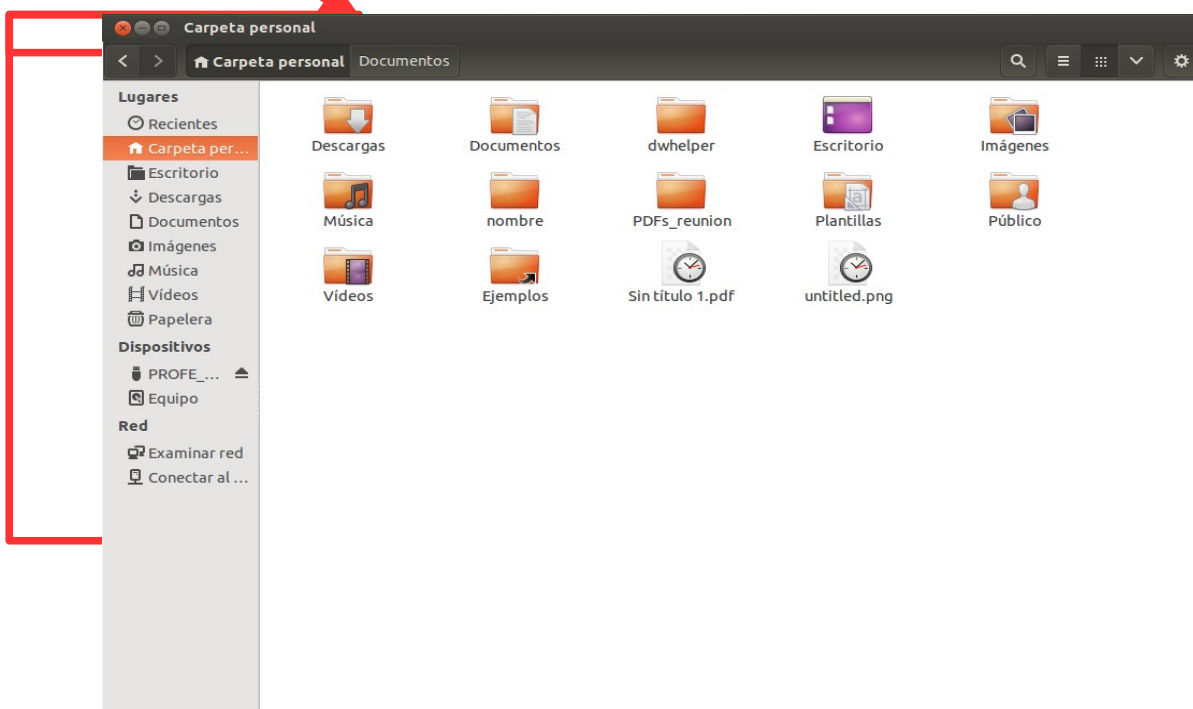 Carpeta personal
Carpeta personal Documentos
Lugares
Recientes
Carpeta per...
Escritorio
Descargas
Documentos
Imágenes
Música
Vídeos
Papelera
Dispositivos
PROFE_...
Equipo
Red
Examinar red
Conectar al ...
Descargas Documentos dwhelper Escritorio Imágenes
Música nombre PDFs_reunion Plantillas Público
Vídeos Ejemplos Sin título 1.pdf untitled.png